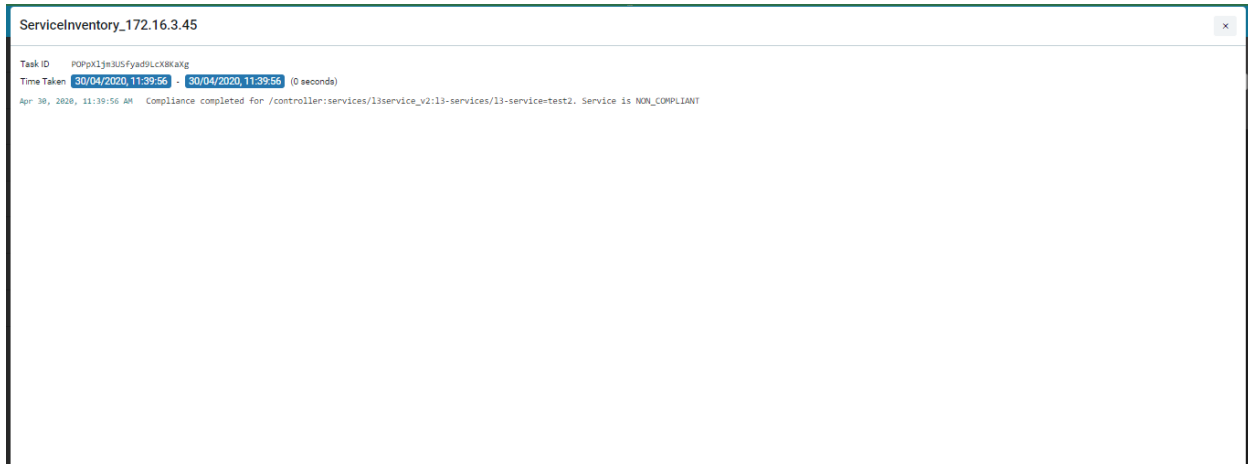 ServiceInventory_172.16.3.45
×
Task ID POPpXljm3USfyad9LcX8KaXg
Time Taken 30/04/2020, 11:39:56 - 30/04/2020, 11:39:56 (0 seconds)
Apr 30, 2020, 11:39:56 AM Compliance completed for /controller:services/l3service_v2:l3-services/l3-service=test2. Service is NON_COMPLIANT